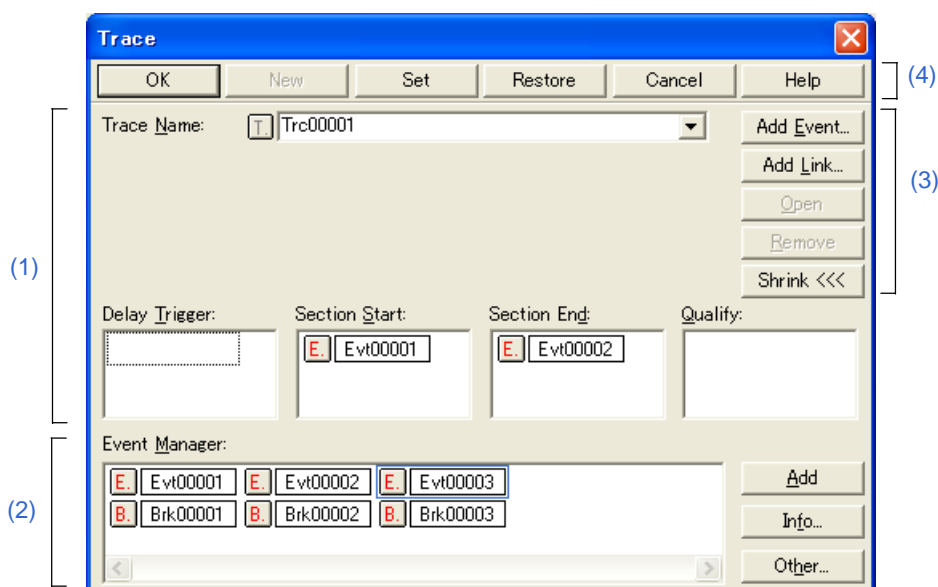 Trace
OK New Set Restore Cancel Help (4)
Trace Name: T. Trc00001 Add Event...
Add Link...
(3)
Open
Remove
(1)
Shrink <<<
Delay Trigger: Section Start: Section End: Qualify:
E. Evt00001 E. Evt00002
Event Manager:
E. Evt00001 E. Evt00002 E. Evt00003 Add
(2)
B. Brk00001 B. Brk00002 B. Brk00003 Info...
Other...